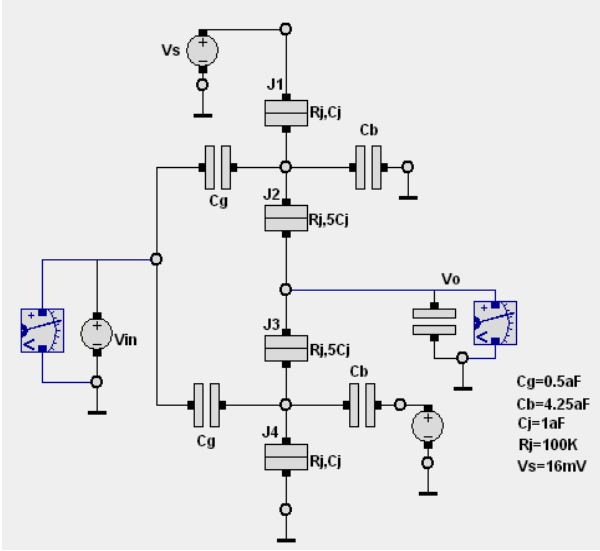 Vs
J1
Rj,Cj
Cb
Cg
J2
Rj,5Cj
Vo
Vin
J3
Rj,5Cj
Cb
Cg
J4
Rj,Cj
Cg=0.5aF
Cb=4.25aF
Cj=1aF
Rj=100K
Vs=16mV